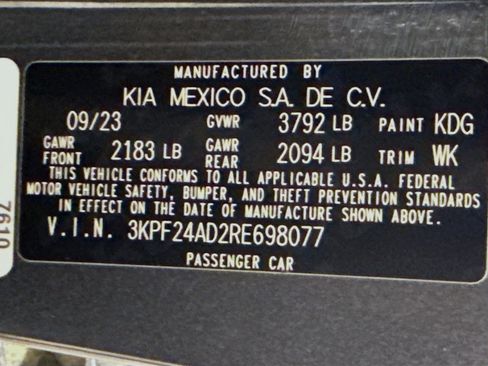 MANUFACTURED BY
KIA MEXICO S.A. DE C.V.
09/23 GVWR 3792 LB PAINT KDG
GAWR FRONT 2183 LB GAWR REAR 2094 LB TRIM WK
THIS VEHICLE CONFORMS TO ALL APPLICABLE U.S.A. FEDERAL
MOTOR VEHICLE SAFETY, BUMPER, AND THEFT PREVENTION STANDARDS
IN EFFECT ON THE DATE OF MANUFACTURE SHOWN ABOVE.
V.I.N. 3KPF24AD2RE698077
PASSENGER CAR